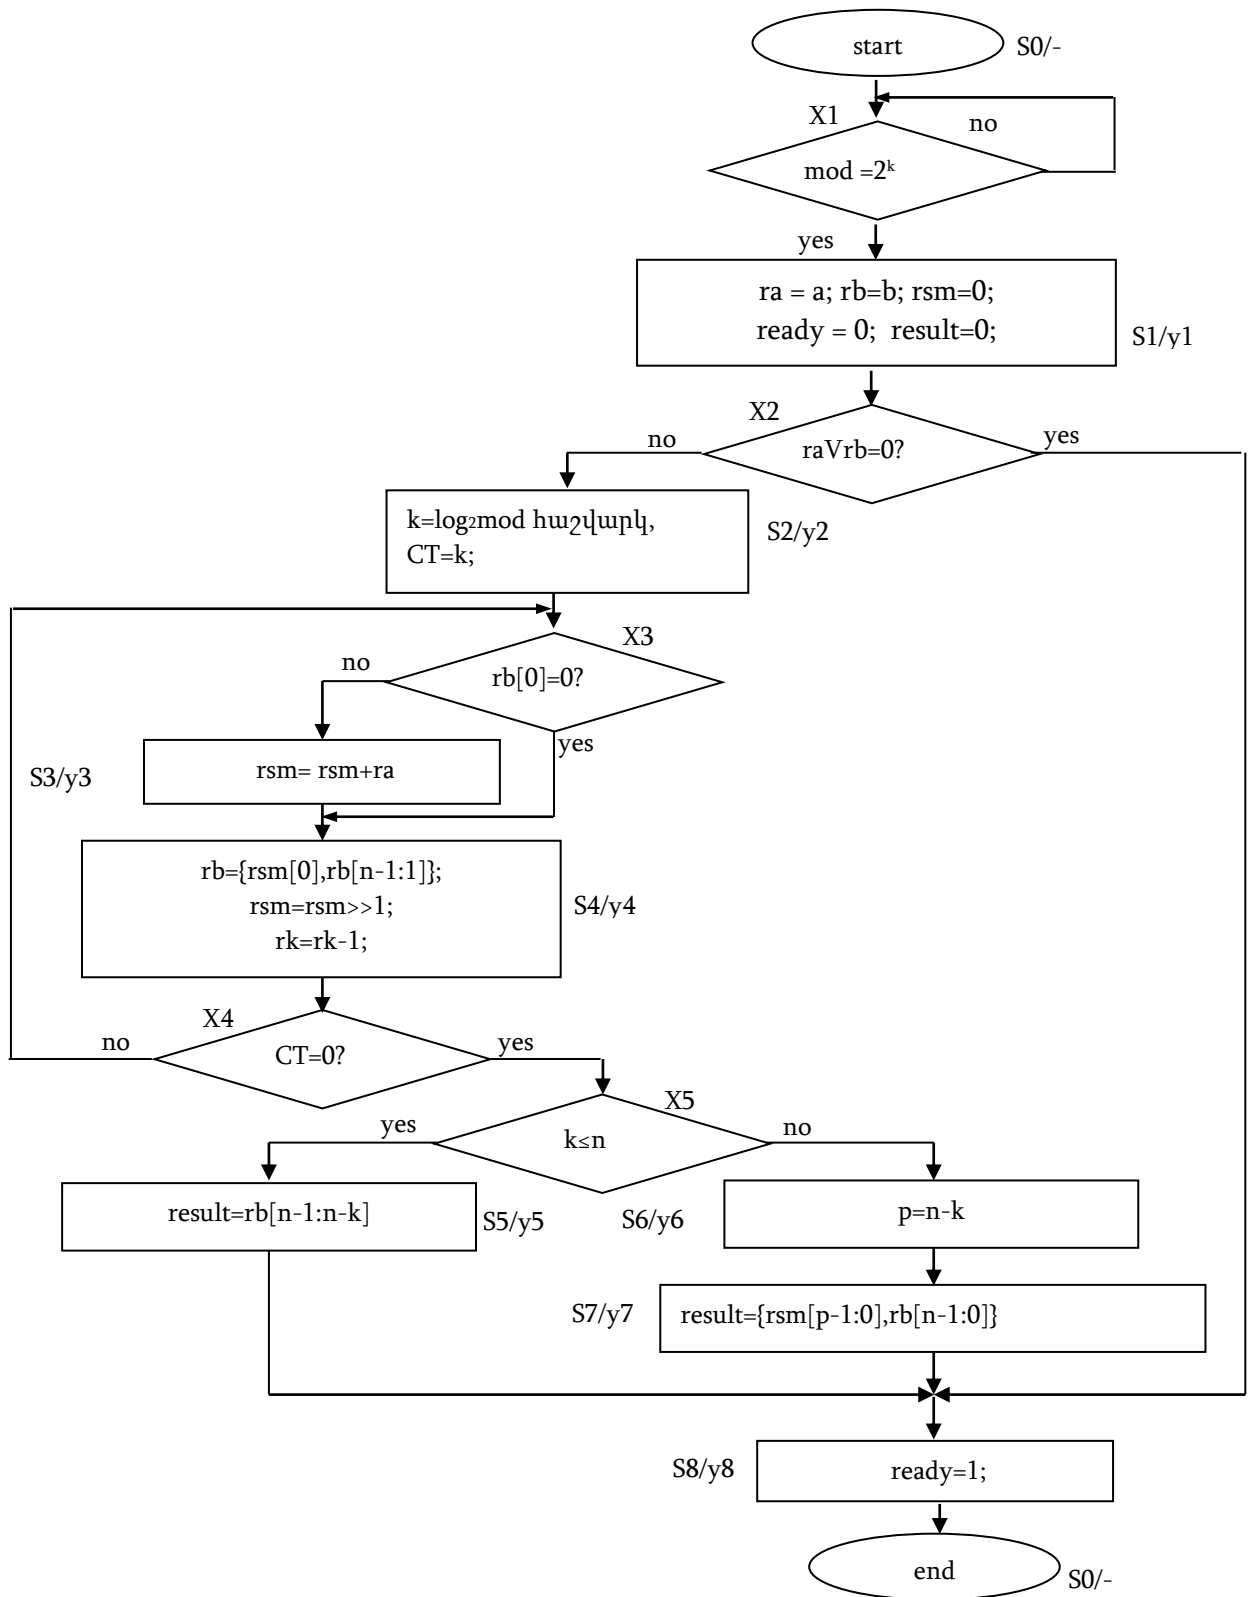 start
S0/-
X1
no
mod =2ᵏ
yes
ra = a; rb=b; rsm=0;
ready = 0; result=0;
S1/y1
X2
no
raVrb=0?
yes
k=log₂mod հաշվարկ,
CT=k;
S2/y2
X3
no
rb[0]=0?
yes
S3/y3
rsm= rsm+ra
rb={rsm[0],rb[n-1:1]};
rsm=rsm>>1;
rk=rk-1;
S4/y4
X4
no
CT=0?
yes
X5
yes
k≤n
no
result=rb[n-1:n-k]
S5/y5
S6/y6
p=n-k
S7/y7
result={rsm[p-1:0],rb[n-1:0]}
S8/y8
ready=1;
end
S0/-